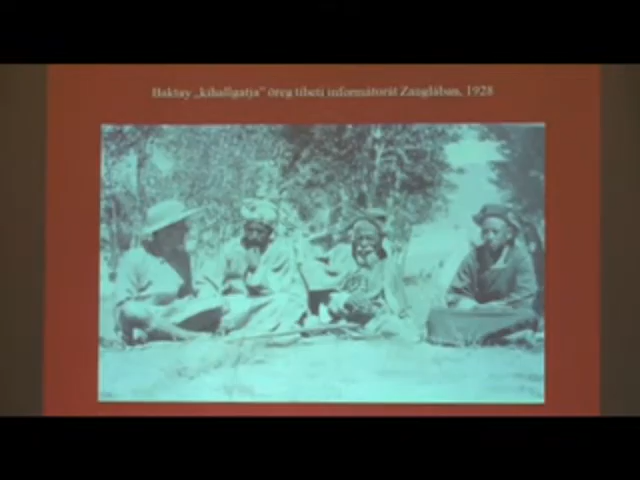 Baktay „kihallgatja” öreg tibeti informátorát Zanglában, 1928